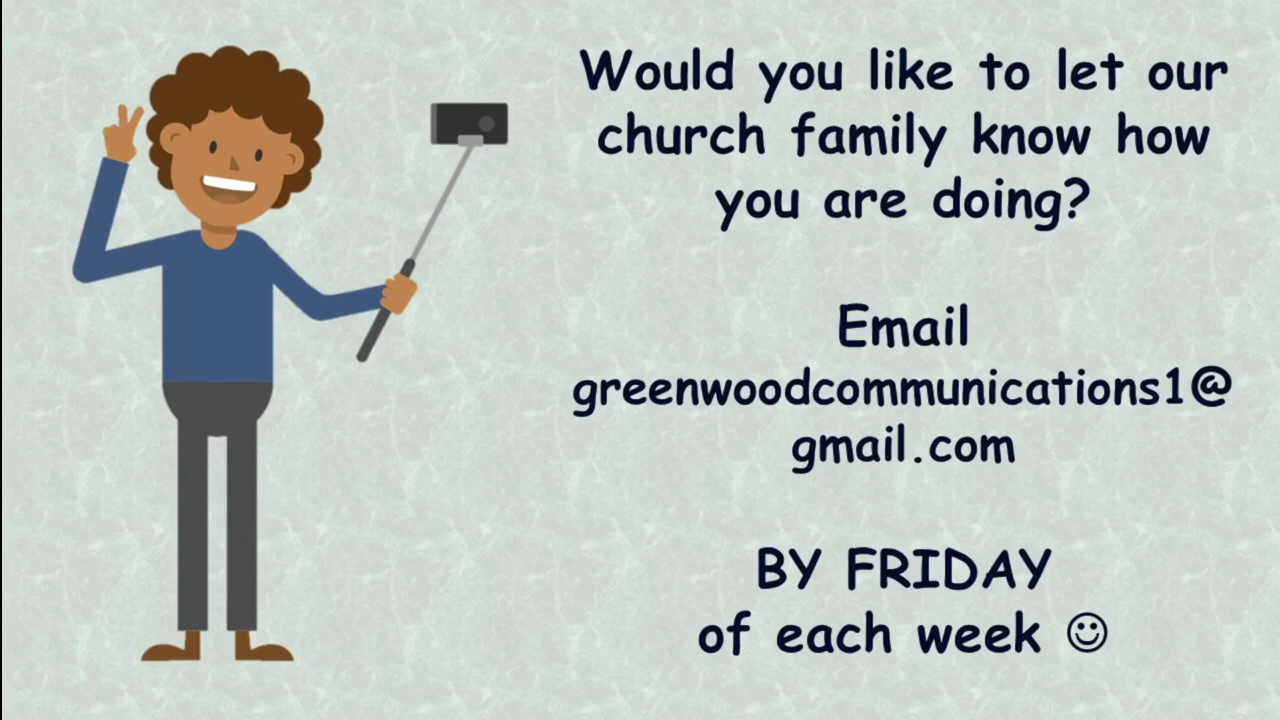 Would you like to let our
church family know how
you are doing?
Email
greenwoodcommunications1@
gmail.com
BY FRIDAY
of each week ☺